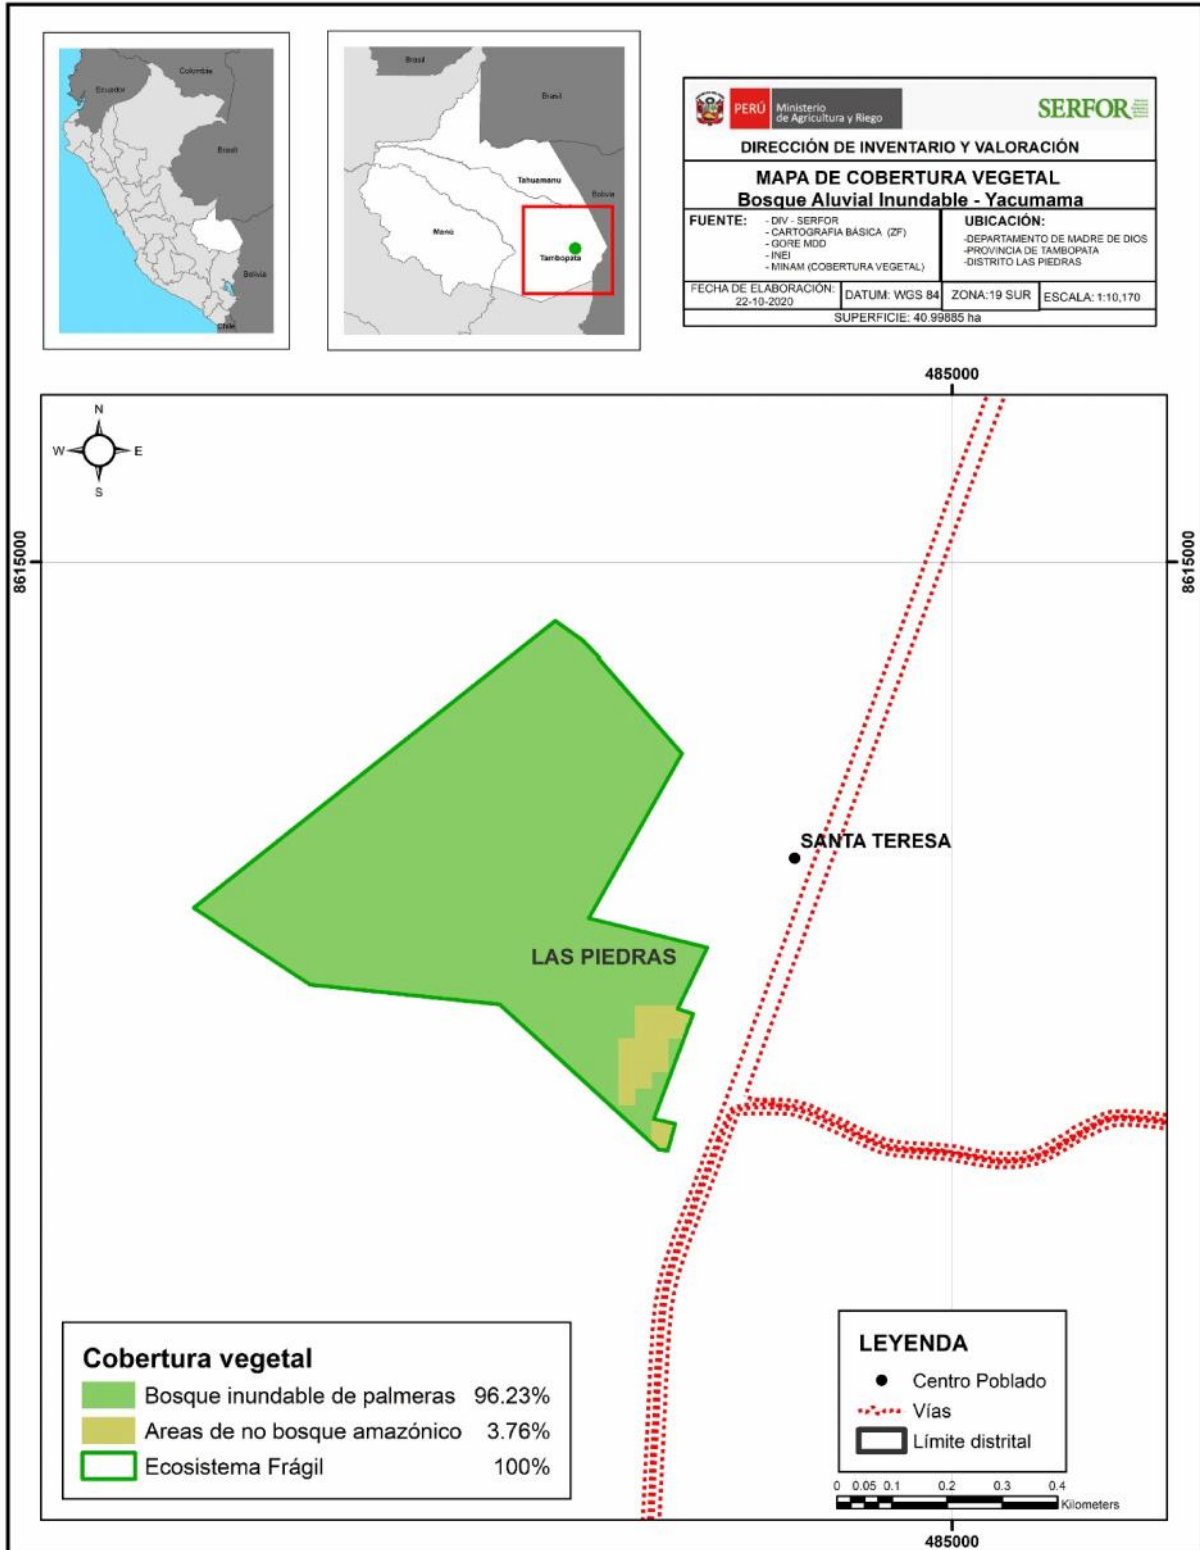 Colombia
Ecuador
Brasil
Bolivia
Chile
Brasil
Brasil
Tahuamanu
Bolivia
Manú
Tambopata
PERÚ
Ministerio
de Agricultura y Riego
SERFOR
DIRECCIÓN DE INVENTARIO Y VALORACIÓN
MAPA DE COBERTURA VEGETAL
Bosque Aluvial Inundable - Yacumama
FUENTE:
- DIV - SERFOR
- CARTOGRAFIA BÁSICA (ZF)
- GORE MDD
- INEI
- MINAM (COBERTURA VEGETAL)
UBICACIÓN:
-DEPARTAMENTO DE MADRE DE DIOS
-PROVINCIA DE TAMBOPATA
-DISTRITO LAS PIEDRAS
FECHA DE ELABORACIÓN:
22-10-2020
DATUM: WGS 84
ZONA:19 SUR
ESCALA: 1:10,170
SUPERFICIE: 40.99885 ha
485000
N
W E
S
8615000
8615000
SANTA TERESA
LAS PIEDRAS
Cobertura vegetal
Bosque inundable de palmeras 96.23%
Areas de no bosque amazónico 3.76%
Ecosistema Frágil 100%
LEYENDA
Centro Poblado
Vías
Límite distrital
0 0.05 0.1 0.2 0.3 0.4
Kilometers
485000